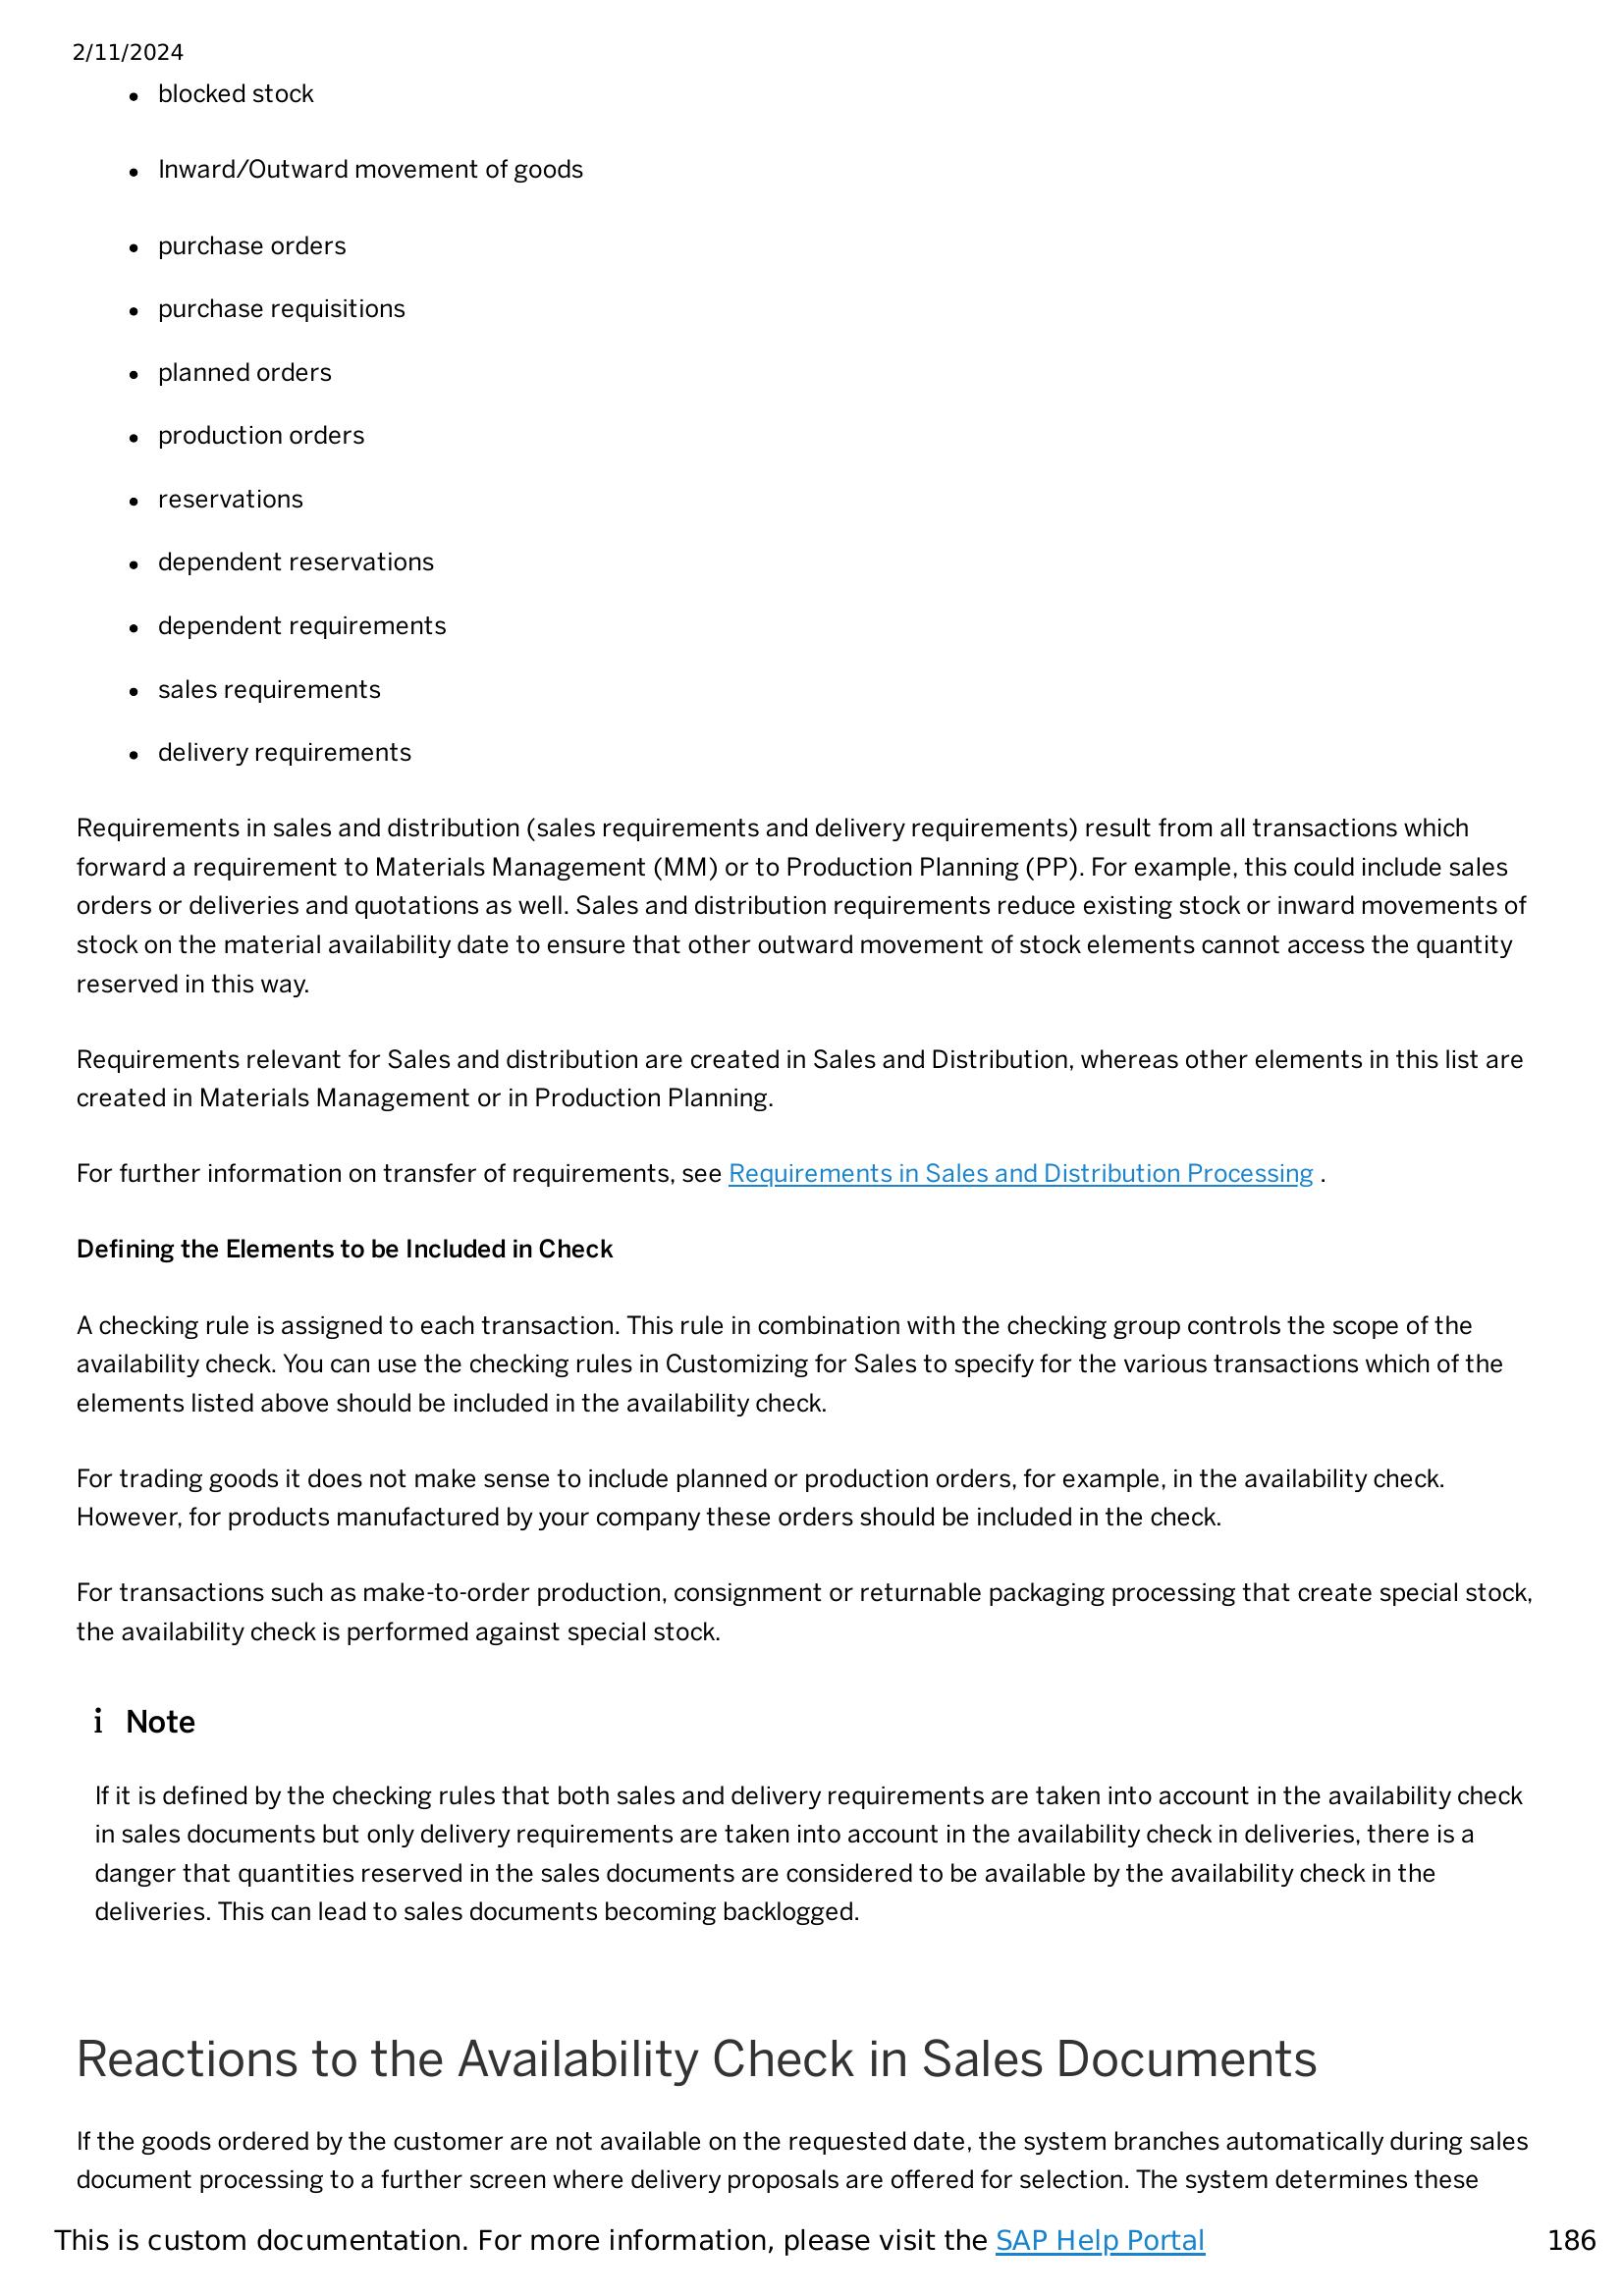 2/11/2024
• blocked stock
• Inward/Outward movement of goods
• purchase orders
• purchase requisitions
• planned orders
• production orders
• reservations
• dependent reservations
• dependent requirements
• sales requirements
• delivery requirements
Requirements in sales and distribution (sales requirements and delivery requirements) result from all transactions which
forward a requirement to Materials Management (MM) or to Production Planning (PP). For example, this could include sales
orders or deliveries and quotations as well. Sales and distribution requirements reduce existing stock or inward movements of
stock on the material availability date to ensure that other outward movement of stock elements cannot access the quantity
reserved in this way.
Requirements relevant for Sales and distribution are created in Sales and Distribution, whereas other elements in this list are
created in Materials Management or in Production Planning.
For further information on transfer of requirements, see Requirements in Sales and Distribution Processing .
Defining the Elements to be Included in Check
A checking rule is assigned to each transaction. This rule in combination with the checking group controls the scope of the
availability check. You can use the checking rules in Customizing for Sales to specify for the various transactions which of the
elements listed above should be included in the availability check.
For trading goods it does not make sense to include planned or production orders, for example, in the availability check.
However, for products manufactured by your company these orders should be included in the check.
For transactions such as make-to-order production, consignment or returnable packaging processing that create special stock,
the availability check is performed against special stock.
i Note
If it is defined by the checking rules that both sales and delivery requirements are taken into account in the availability check
in sales documents but only delivery requirements are taken into account in the availability check in deliveries, there is a
danger that quantities reserved in the sales documents are considered to be available by the availability check in the
deliveries. This can lead to sales documents becoming backlogged.
Reactions to the Availability Check in Sales Documents
If the goods ordered by the customer are not available on the requested date, the system branches automatically during sales
document processing to a further screen where delivery proposals are offered for selection. The system determines these
This is custom documentation. For more information, please visit the SAP Help Portal 186